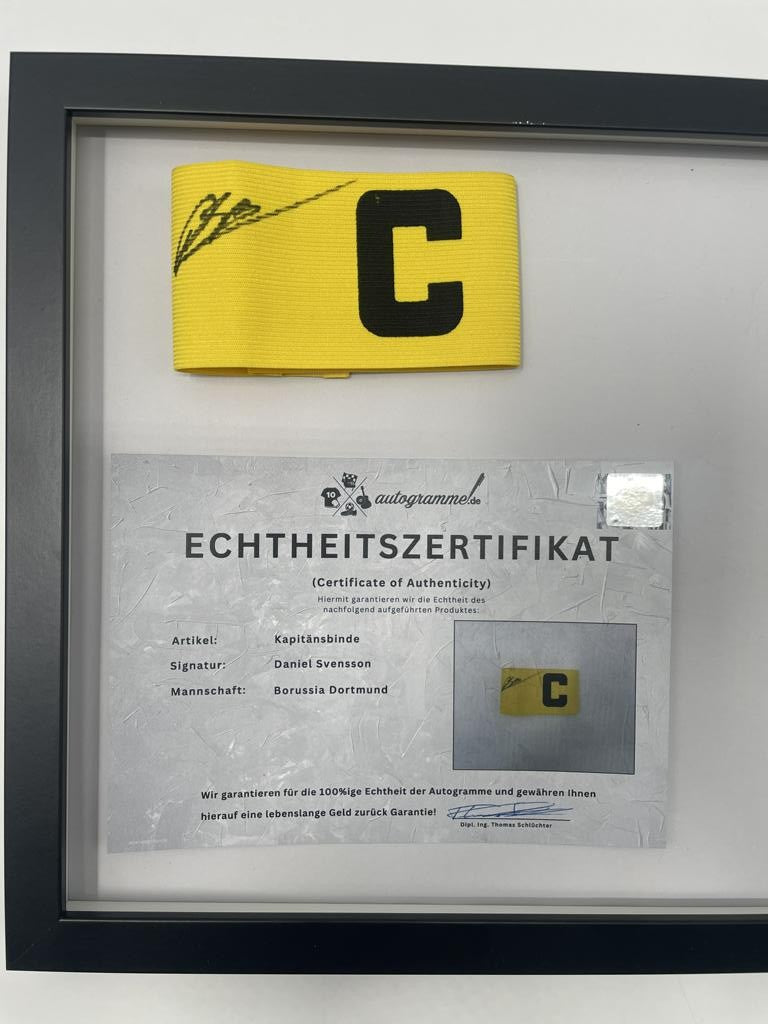 C
10
autogramme.de
ECHTHEITSZERTIFIKAT
(Certificate of Authenticity)
Hiermit garantieren wir die Echtheit des
nachfolgend aufgeführten Produktes:
Artikel: Kapitänsbinde
Signatur: Daniel Svensson
Mannschaft: Borussia Dortmund
C
Wir garantieren für die 100%ige Echtheit der Autogramme und gewähren Ihnen
hierauf eine lebenslange Geld zurück Garantie!
Dipl. Ing. Thomas Schlüchter